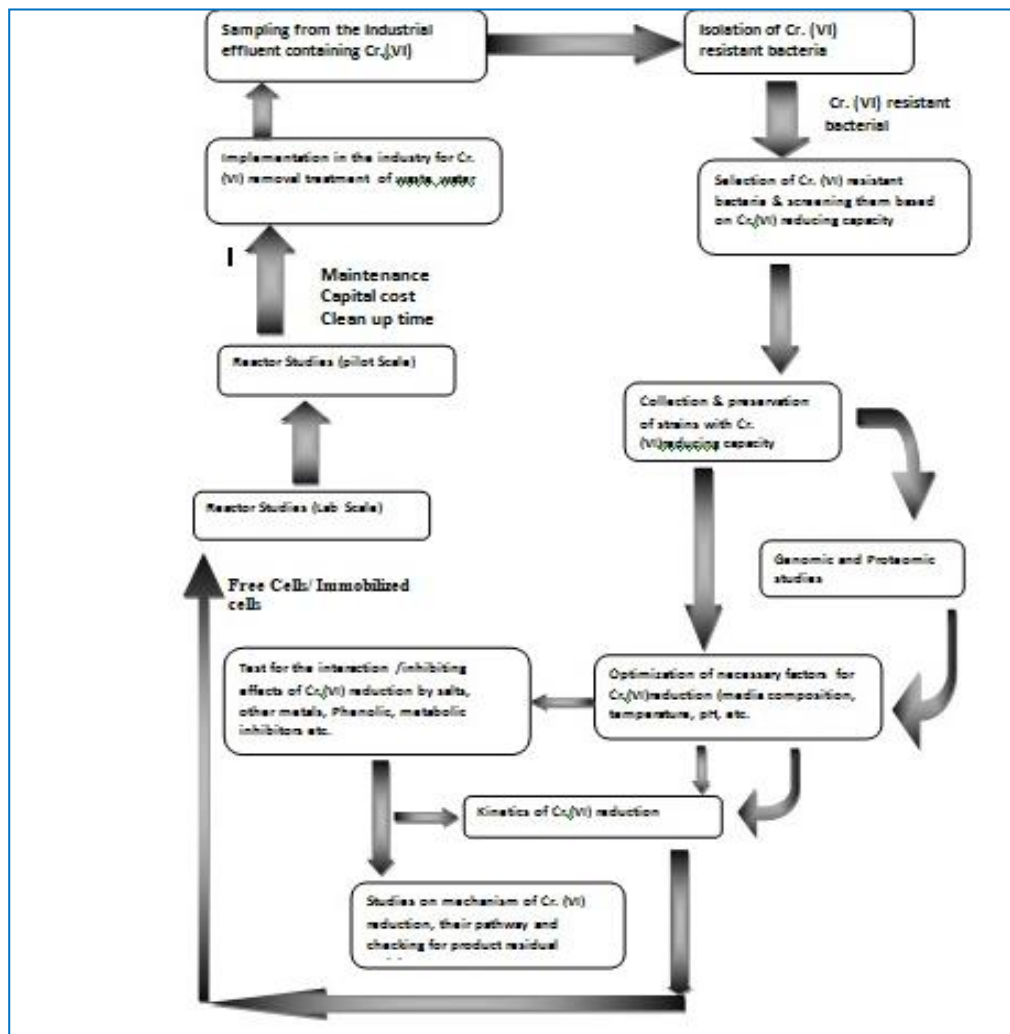 Sampling from the Industrial
effluent containing Cr.(VI)
Isolation of Cr. (VI)
resistant bacteria
Cr. (VI) resistant
bacterial
Implementation in the industry for Cr.
(VI) removal treatment of waste water
Selection of Cr. (VI) resistant
bacteria & screening them based
on Cr.(VI) reducing capacity
I
Maintenance
Capital cost
Clean up time
Reactor Studies (pilot Scale)
Collection & preservation
of strains with Cr.
(VI)reducing capacity
Reactor Studies (Lab Scale)
Genomic and Proteomic
studies
Free Cells/ Immobilized
cells
Test for the interaction /inhibiting
effects of Cr.(VI) reduction by salts,
other metals, Phenolic, metabolic
inhibitors etc.
Optimization of necessary factors for
Cr.(VI)reduction (media composition,
temperature, pH, etc.
Kinetics of Cr.(VI) reduction
Studies on mechanism of Cr. (VI)
reduction, their pathway and
checking for product residual